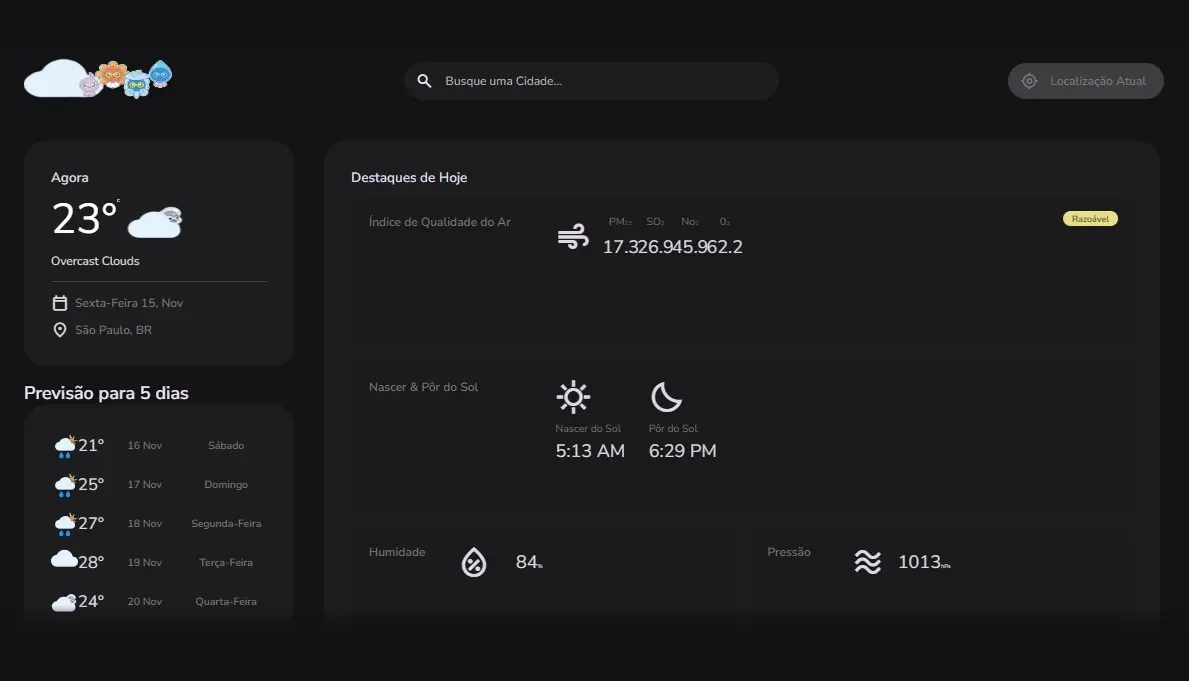 Busque uma Cidade...
Localização Atual
Agora
23°c
Overcast Clouds
Sexta-Feira 15, Nov
São Paulo, BR
Previsão para 5 dias
21° 16 Nov Sábado
25° 17 Nov Domingo
27° 18 Nov Segunda-Feira
28° 19 Nov Terça-Feira
24° 20 Nov Quarta-Feira
Destaques de Hoje
Índice de Qualidade do Ar
PM₂.₅ SO₂ No₂ O₃
17.326.945.962.2
Razoável
Nascer & Pôr do Sol
Nascer do Sol Pôr do Sol
5:13 AM 6:29 PM
Humidade
84%
Pressão
1013hPa